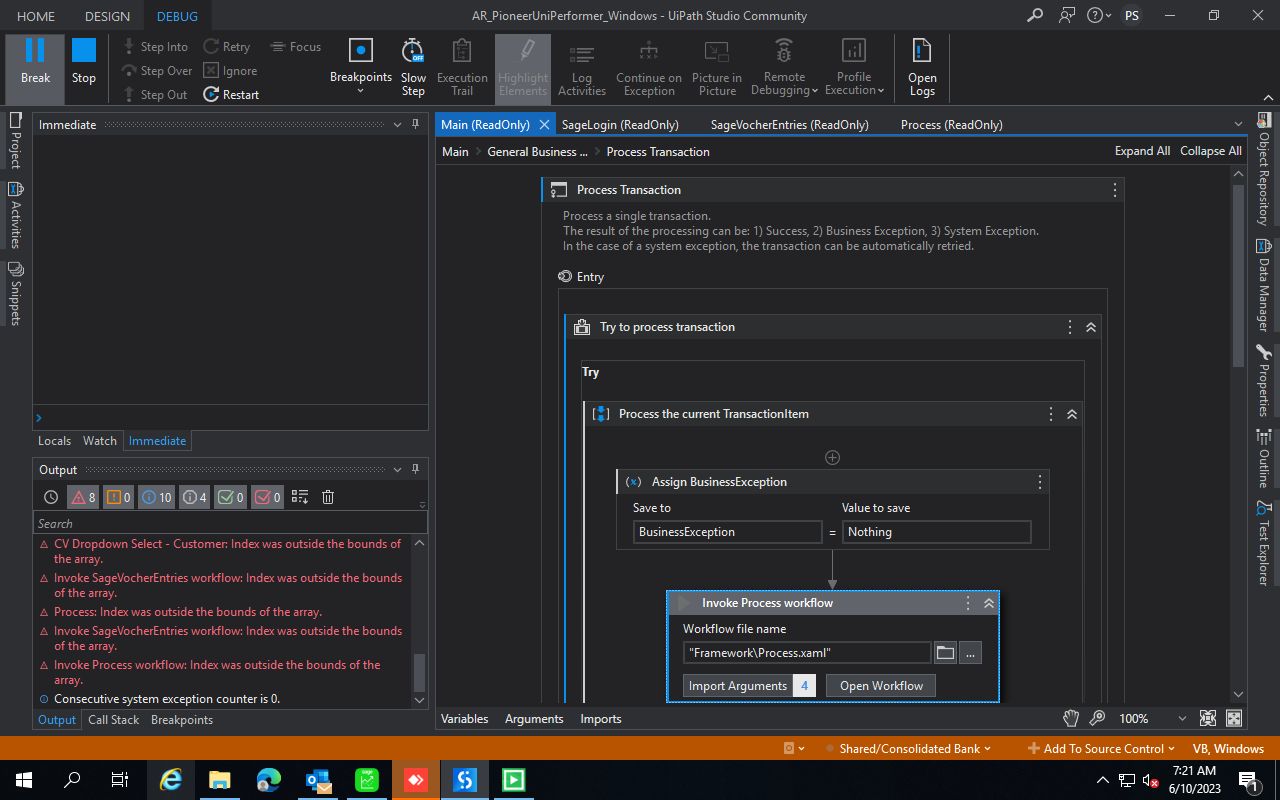 HOME DESIGN DEBUG
AR_PioneerUniPerformer_Windows - UiPath Studio Community
PS
Break
Stop
Step Into
Step Over
Step Out
Retry
Ignore
Restart
Focus
Breakpoints
Slow
Step
OFF
Execution
Trail
Highlight
Elements
Log
Activities
Continue on
Exception
Picture in
Picture
Remote
Debugging
Profile
Execution
Open
Logs
Project
Activities
Snippets
Immediate
Locals Watch Immediate
Output
8 0 10 4 0 0
Search
CV Dropdown Select - Customer: Index was outside the bounds of
the array.
Invoke SageVocherEntries workflow: Index was outside the bounds
of the array.
Process: Index was outside the bounds of the array.
Invoke SageVocherEntries workflow: Index was outside the bounds
of the array.
Invoke Process workflow: Index was outside the bounds of the
array.
Consecutive system exception counter is 0.
Output Call Stack Breakpoints
Main (ReadOnly) SageLogin (ReadOnly) SageVocherEntries (ReadOnly) Process (ReadOnly)
Main > General Business ... > Process Transaction
Expand All Collapse All
Process Transaction
Process a single transaction.
The result of the processing can be: 1) Success, 2) Business Exception, 3) System Exception.
In the case of a system exception, the transaction can be automatically retried.
Entry
Try to process transaction
Try
Process the current TransactionItem
Assign BusinessException
Save to Value to save
BusinessException = Nothing
Invoke Process workflow
Workflow file name
"Framework\Process.xaml"
...
Import Arguments 4 Open Workflow
Variables Arguments Imports
100%
Object Repository
Data Manager
Properties
Outline
Test Explorer
Shared/Consolidated Bank
Add To Source Control
VB, Windows
7:21 AM
6/10/2023
1